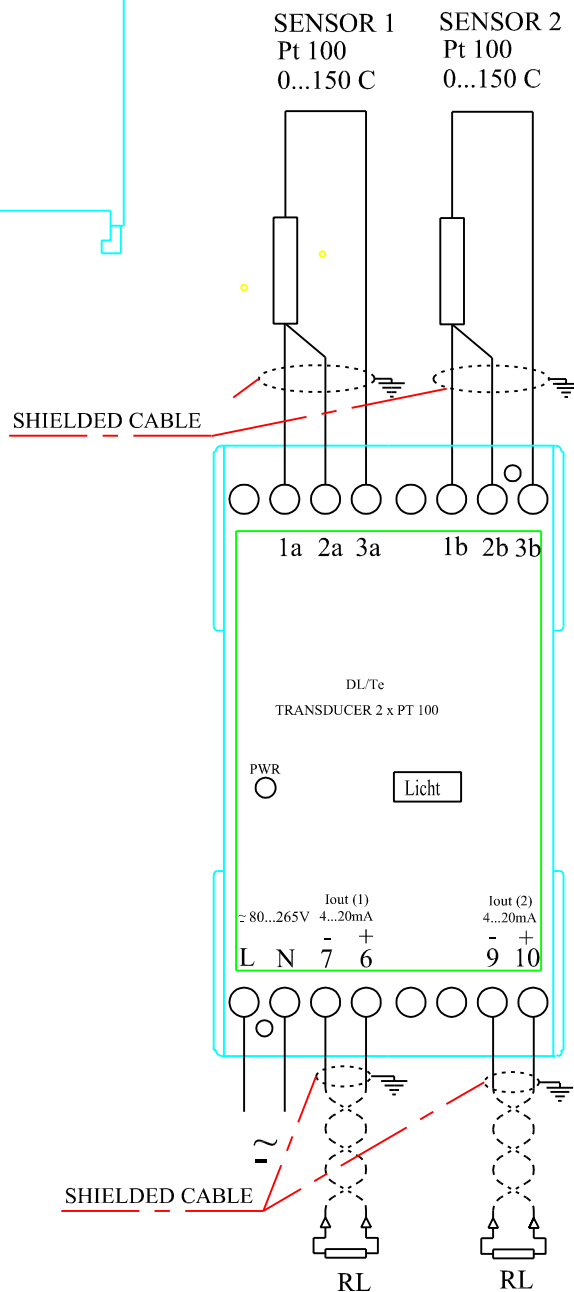 SENSOR 1
Pt 100
0...150 C
SENSOR 2
Pt 100
0...150 C
SHIELDED CABLE
1a 2a 3a 1b 2b 3b
DL/Te
TRANSDUCER 2 x PT 100
PWR
Licht
Iout (1)
4...20mA
Iout (2)
4...20mA
≂ 80...265V
- + - +
L N 7 6 9 10
≂
SHIELDED CABLE
RL RL